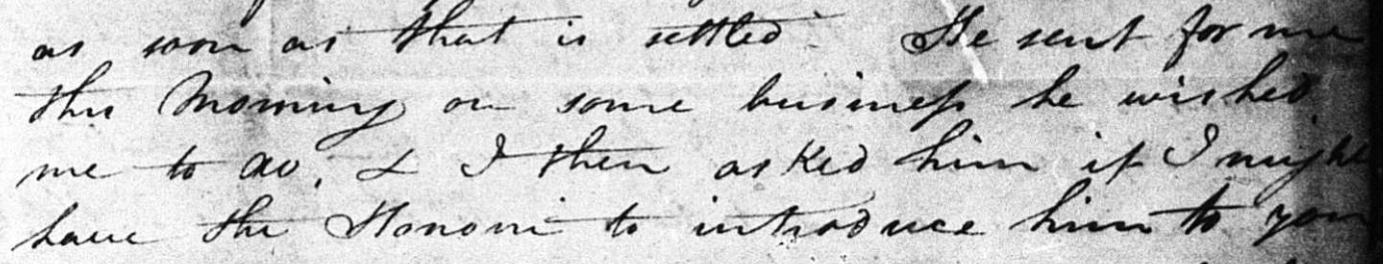 as soon as that is settled He sent for me
this Morning on some business he wished
me to do, & I then asked him if I might
have the Honour to introduce him to you